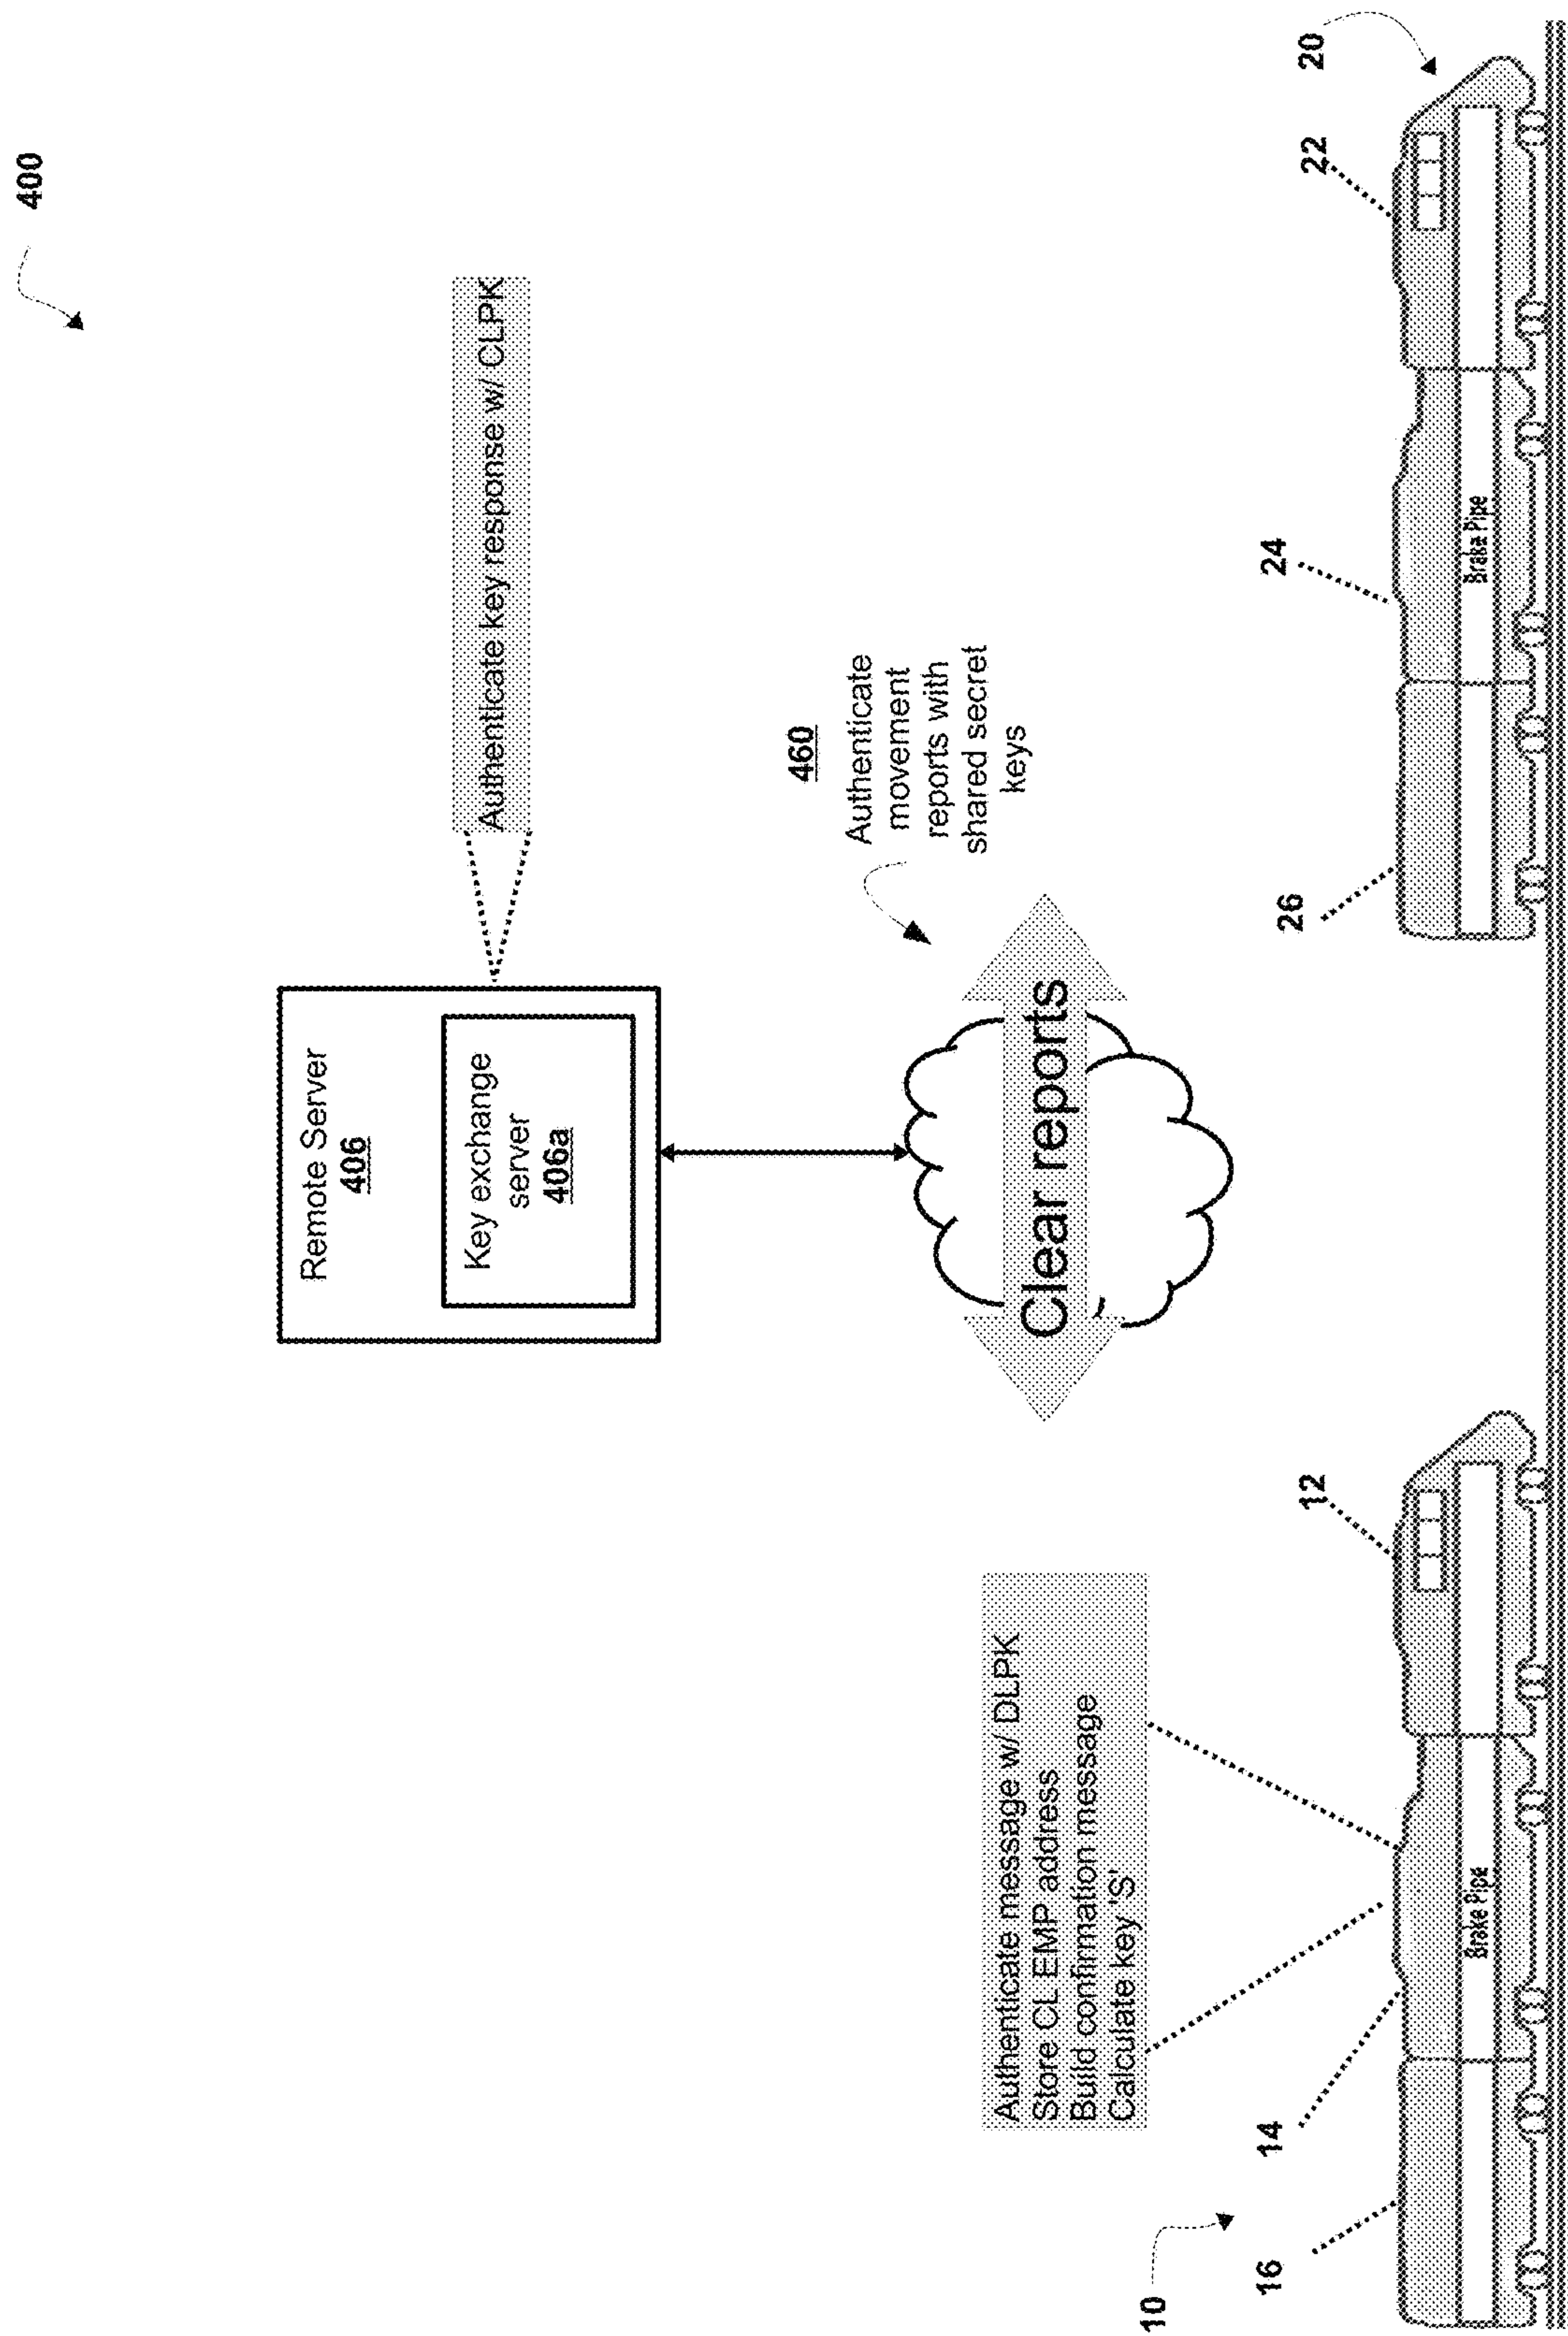 400
Remote Server
406
Key exchange
server
406a
Authenticate key response w/ CLPK
460
Authenticate
movement
reports with
shared secret
keys
Clear reports
Authenticate message w/ DLPK
Store CL EMP address
Build confirmation message
Calculate key 'S'
10
16
14
12
26
24
22
20
Brake Pipe
Brake Pipe